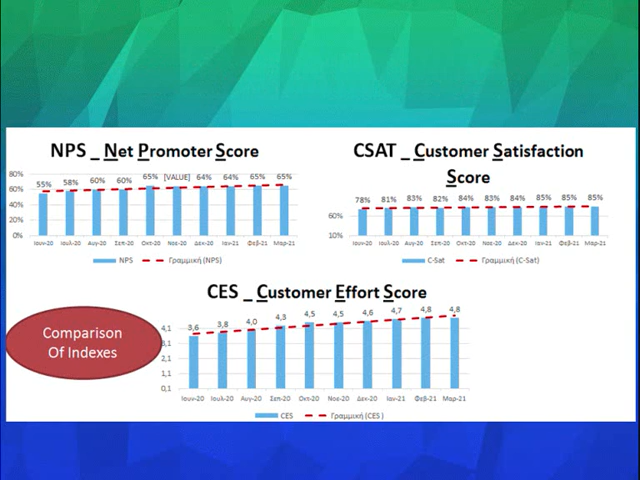 NPS _ Net Promoter Score
55% 58% 60% 60% 65% [VALUE] 64% 64% 65% 65%
80%
60%
40%
20%
0%
Ιουν-20 Ιουλ-20 Αυγ-20 Σεπ-20 Οκτ-20 Νοε-20 Δεκ-20 Ιαν-21 Φεβ-21 Μαρ-21
NPS Γραμμική (NPS)
CSAT _ Customer Satisfaction
Score
78% 81% 83% 82% 84% 83% 84% 85% 85% 85%
60%
10%
Ιουν-20 Ιουλ-20 Αυγ-20 Σεπ-20 Οκτ-20 Νοε-20 Δεκ-20 Ιαν-21 Φεβ-21 Μαρ-21
C-Sat Γραμμική (C-Sat)
CES _ Customer Effort Score
3,6 3,8 4,0 4,3 4,5 4,5 4,6 4,7 4,8 4,8
4,1
3,1
2,1
1,1
0,1
Ιουν-20 Ιουλ-20 Αυγ-20 Σεπ-20 Οκτ-20 Νοε-20 Δεκ-20 Ιαν-21 Φεβ-21 Μαρ-21
CES Γραμμική (CES )
Comparison
Of Indexes